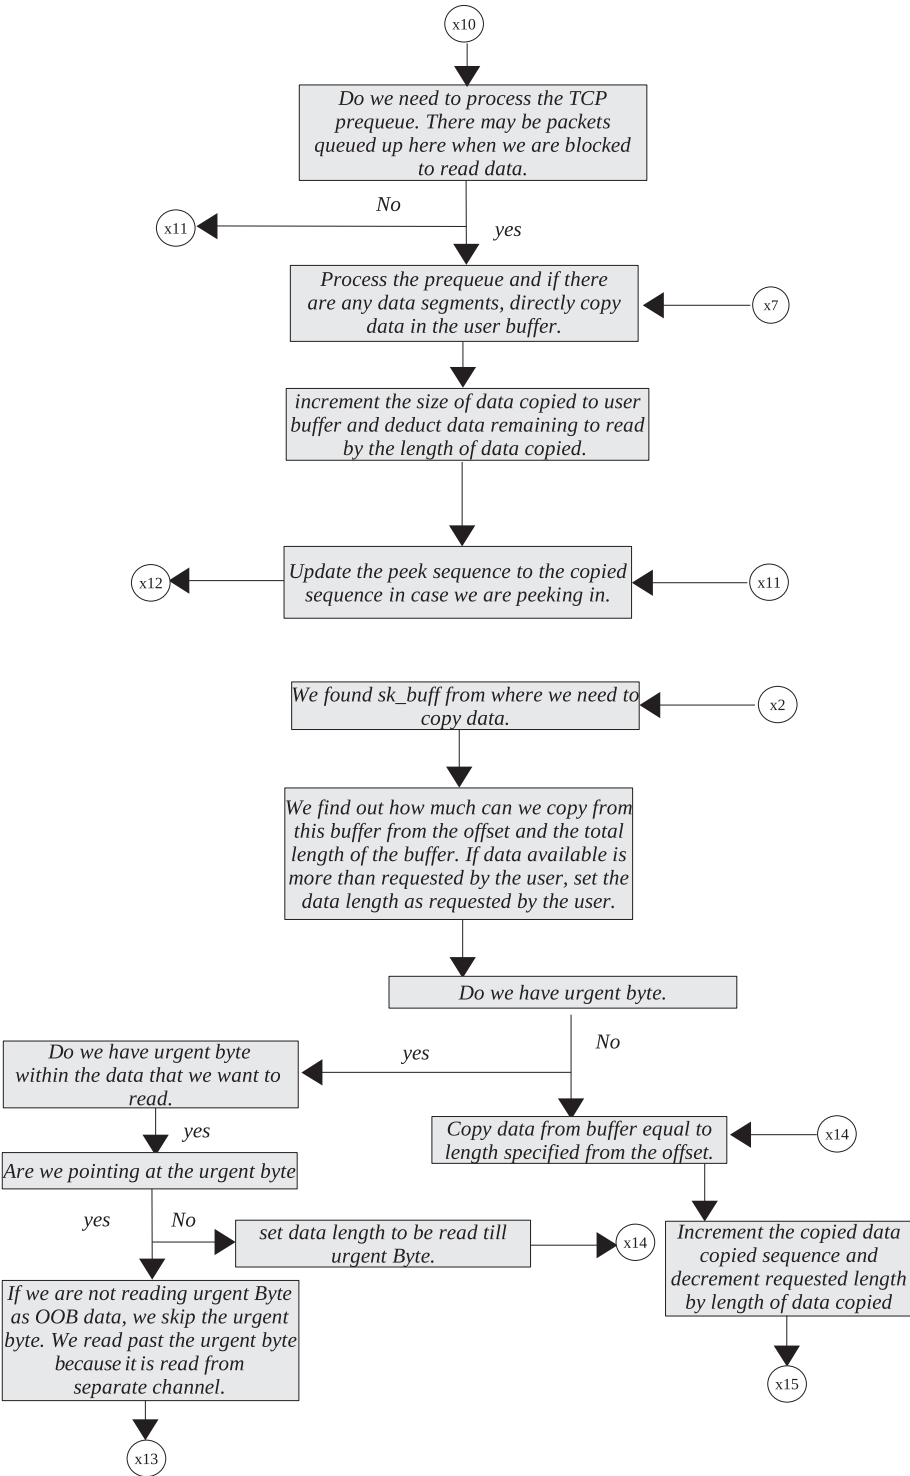 x10
Do we need to process the TCP
prequeue. There may be packets
queued up here when we are blocked
to read data.
No
x11
yes
Process the prequeue and if there
are any data segments, directly copy
data in the user buffer.
x7
increment the size of data copied to user
buffer and deduct data remaining to read
by the length of data copied.
x12
Update the peek sequence to the copied
sequence in case we are peeking in.
x11
We found sk_buff from where we need to
copy data.
x2
We find out how much can we copy from
this buffer from the offset and the total
length of the buffer. If data available is
more than requested by the user, set the
data length as requested by the user.
Do we have urgent byte.
No
yes
Do we have urgent byte
within the data that we want to
read.
yes
Copy data from buffer equal to
length specified from the offset.
x14
Are we pointing at the urgent byte
yes
No
set data length to be read till
urgent Byte.
x14
Increment the copied data
copied sequence and
decrement requested length
by length of data copied
If we are not reading urgent Byte
as OOB data, we skip the urgent
byte. We read past the urgent byte
because it is read from
separate channel.
x15
x13